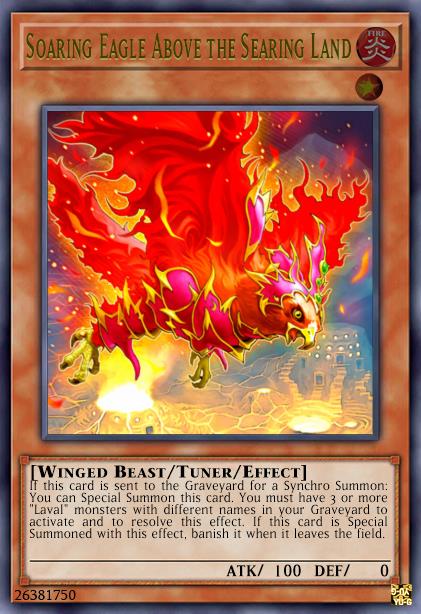 Soaring Eagle Above the Searing Land
FIRE
炎
[Winged Beast/Tuner/Effect]
If this card is sent to the Graveyard for a Synchro Summon:
You can Special Summon this card. You must have 3 or more
"Laval" monsters with different names in your Graveyard to
activate and to resolve this effect. If this card is Special
Summoned with this effect, banish it when it leaves the field.
ATK/ 100 DEF/ 0
26381750